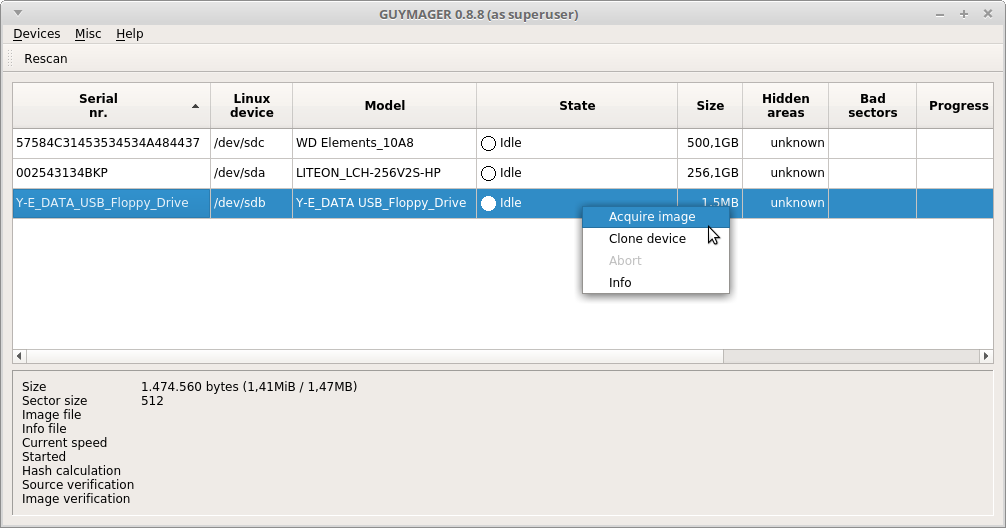 GUYMAGER 0.8.8 (as superuser)
Devices Misc Help
Rescan
Serial nr. Linux device Model State Size Hidden areas Bad sectors Progress
57584C31453534534A484437 /dev/sdc WD Elements_10A8 Idle 500,1GB unknown
002543134BKP /dev/sda LITEON_LCH-256V2S-HP Idle 256,1GB unknown
Y-E_DATA_USB_Floppy_Drive /dev/sdb Y-E_DATA USB_Floppy_Drive Idle 1,5MB unknown
Acquire image
Clone device
Abort
Info
Size 1.474.560 bytes (1,41MiB / 1,47MB)
Sector size 512
Image file
Info file
Current speed
Started
Hash calculation
Source verification
Image verification